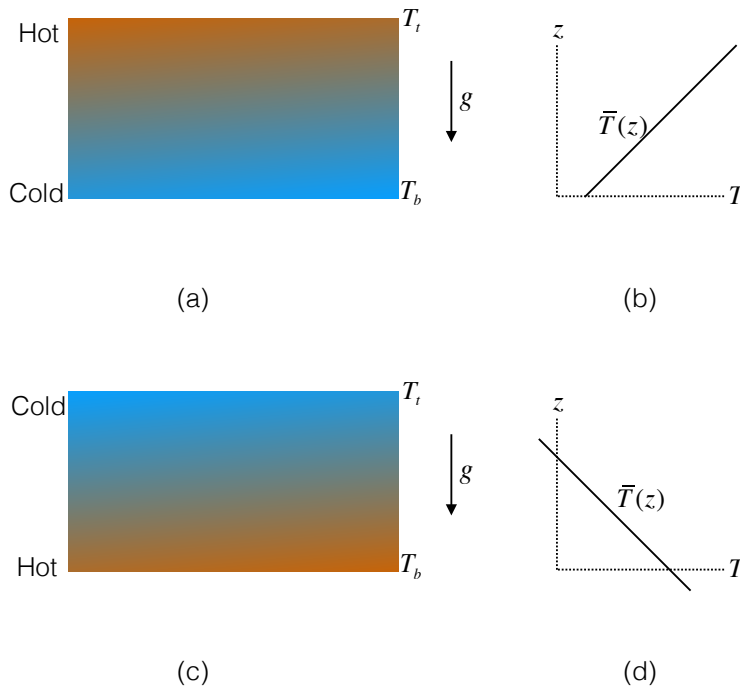 Hot T_t z
g
T̄(z)
Cold T_b T
(a) (b)
Cold T_t z
g
T̄(z)
Hot T_b T
(c) (d)